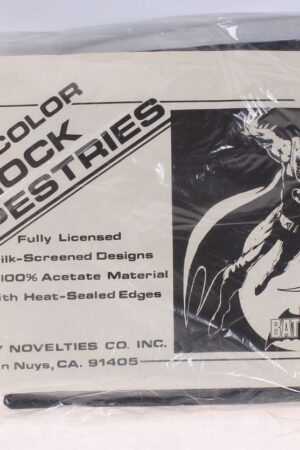 COLOR
OCK
PESTRIES
Fully Licensed
ilk-Screened Designs
100% Acetate Material
ith Heat-Sealed Edges
Y NOVELTIES CO. INC.
n Nuys, CA. 91405
BAT